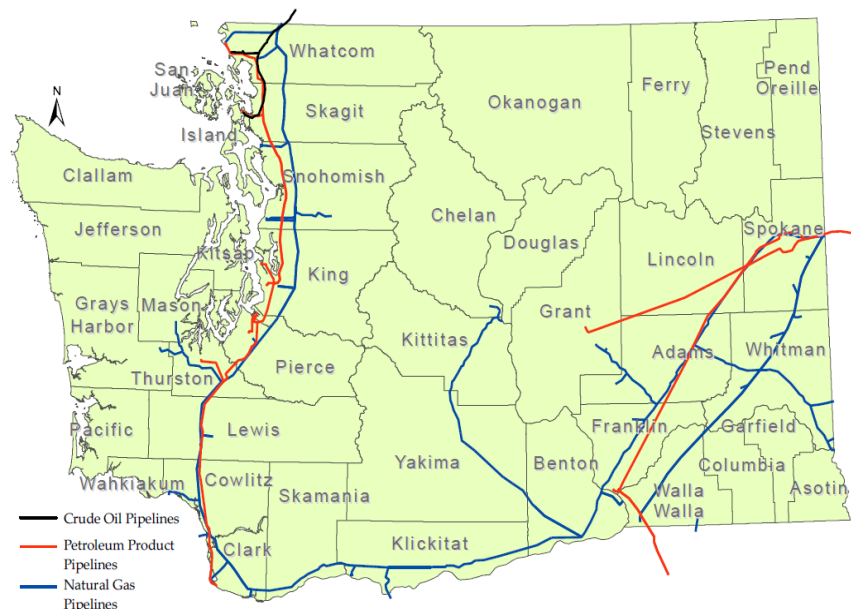 Whatcom
San
Juan
Skagit
Island
N
Okanogan
Ferry
Pend
Oreille
Stevens
Clallam
Snohomish
Chelan
Jefferson
Kitsap
Douglas
Spokane
Lincoln
King
Grays
Harbor
Mason
Grant
Kittitas
Pierce
Adams
Whitman
Thurston
Pacific
Lewis
Franklin
Garfield
Yakima
Benton
Columbia
Wahkiakum
Cowlitz
Skamania
Walla
Walla
Asotin
Clark
Klickitat
Crude Oil Pipelines
Petroleum Product
Pipelines
Natural Gas
Pipelines